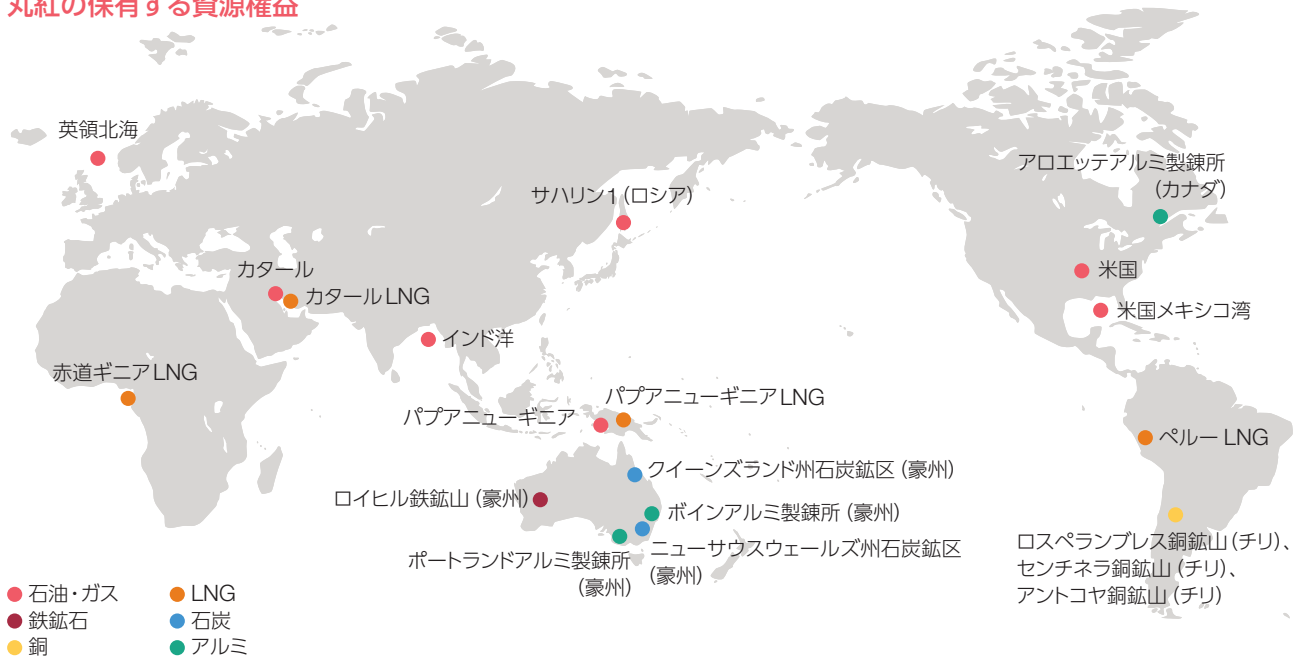 丸紅の保有する資源権益
英領北海
アロエッテアルミ製錬所
(カナダ)
サハリン1(ロシア)
カタール
カタールLNG
米国
米国メキシコ湾
インド洋
赤道ギニアLNG
パプアニューギニアLNG
パプアニューギニア
ペルーLNG
クイーンズランド州石炭鉱区(豪州)
ロイヒル鉄鉱山(豪州)
ボインアルミ製錬所(豪州)
ニューサウスウェールズ州石炭鉱区
(豪州)
ポートランドアルミ製錬所
(豪州)
ロスペランブレス銅鉱山(チリ)、
センチネラ銅鉱山(チリ)、
アントコヤ銅鉱山(チリ)
石油・ガス
LNG
鉄鉱石
石炭
銅
アルミ